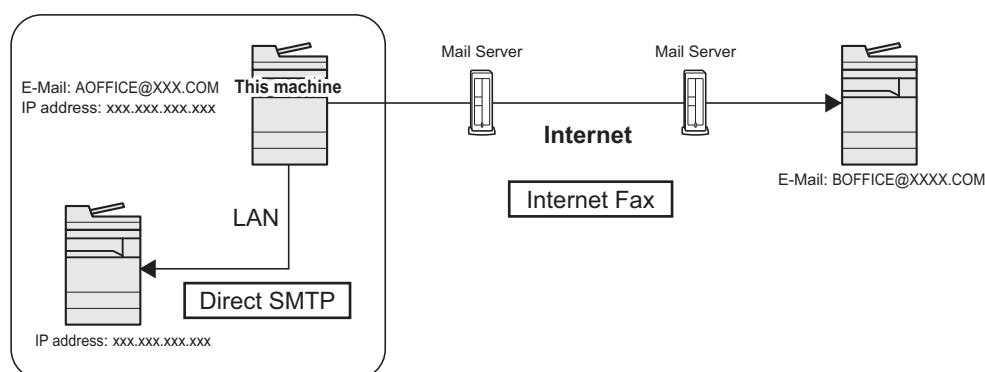 Mail Server
Mail Server
E-Mail: AOFFICE@XXX.COM
IP address: xxx.xxx.xxx.xxx
This machine
Internet
E-Mail: BOFFICE@XXXX.COM
Internet Fax
LAN
Direct SMTP
IP address: xxx.xxx.xxx.xxx